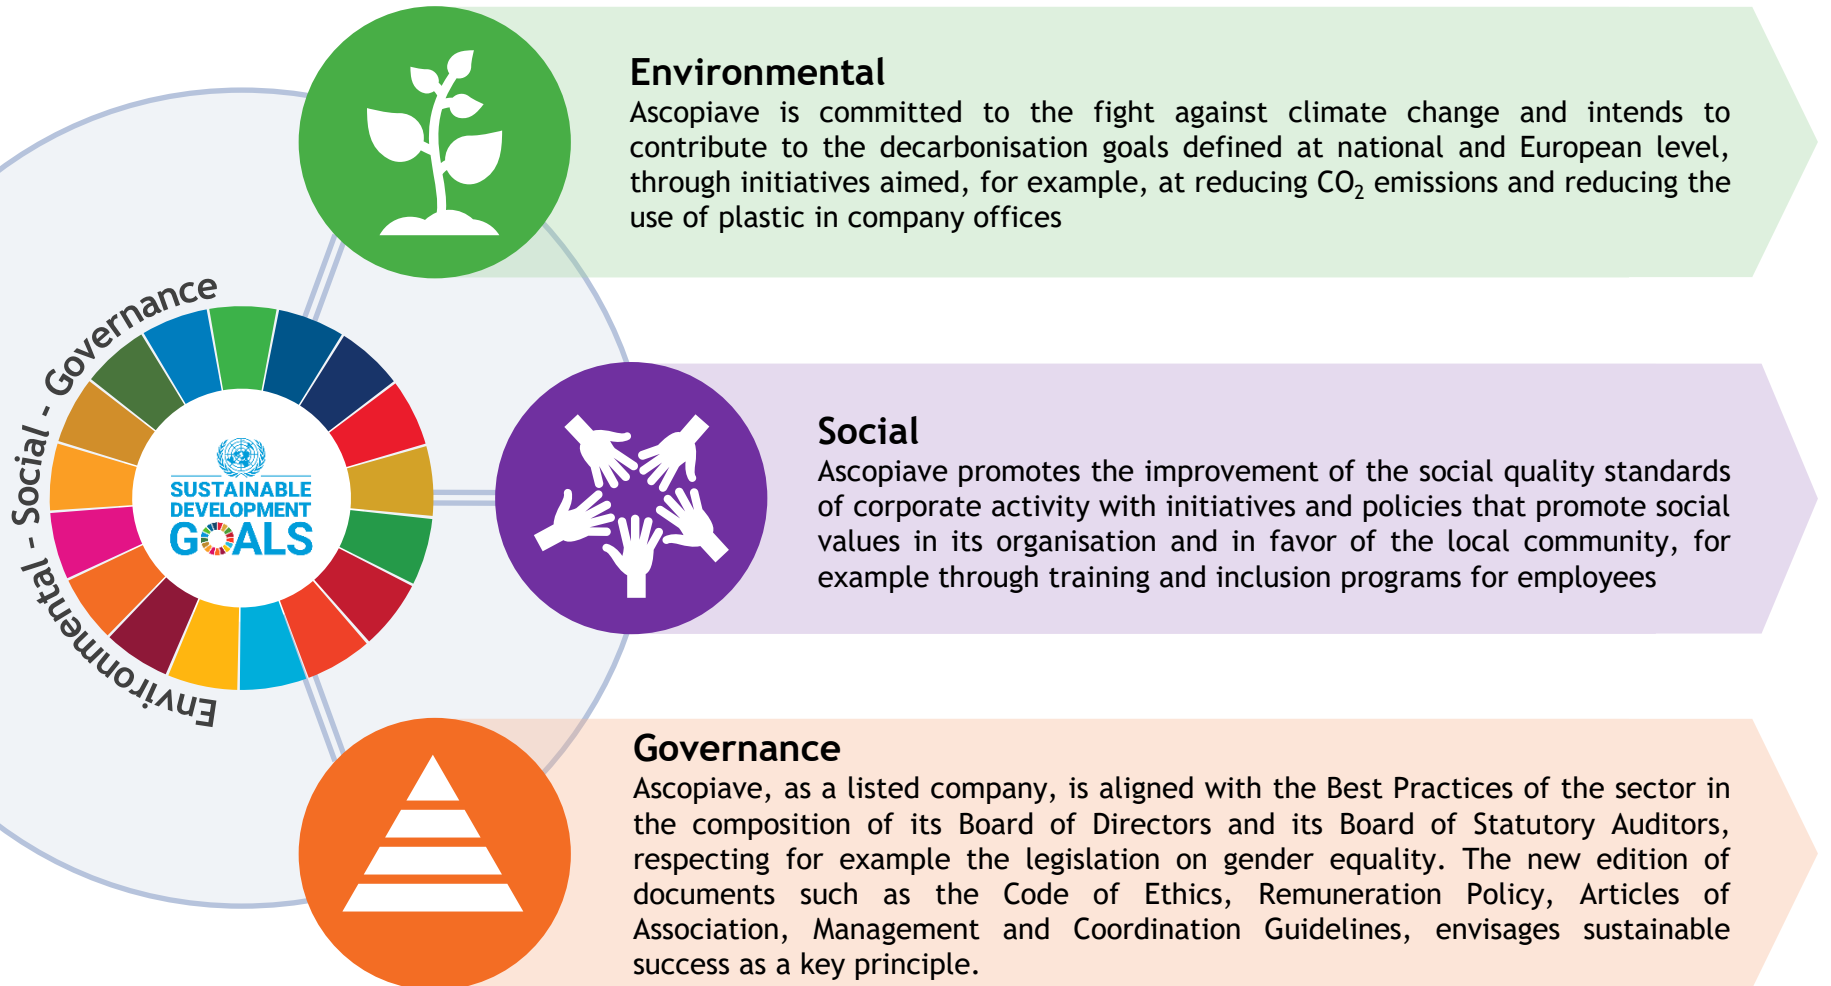 Environmental
Ascopiave is committed to the fight against climate change and intends to
contribute to the decarbonisation goals defined at national and European level,
through initiatives aimed, for example, at reducing CO₂ emissions and reducing the
use of plastic in company offices
Environmental - Social - Governance
SUSTAINABLE
DEVELOPMENT
GOALS
Social
Ascopiave promotes the improvement of the social quality standards
of corporate activity with initiatives and policies that promote social
values in its organisation and in favor of the local community, for
example through training and inclusion programs for employees
Governance
Ascopiave, as a listed company, is aligned with the Best Practices of the sector in
the composition of its Board of Directors and its Board of Statutory Auditors,
respecting for example the legislation on gender equality. The new edition of
documents such as the Code of Ethics, Remuneration Policy, Articles of
Association, Management and Coordination Guidelines, envisages sustainable
success as a key principle.